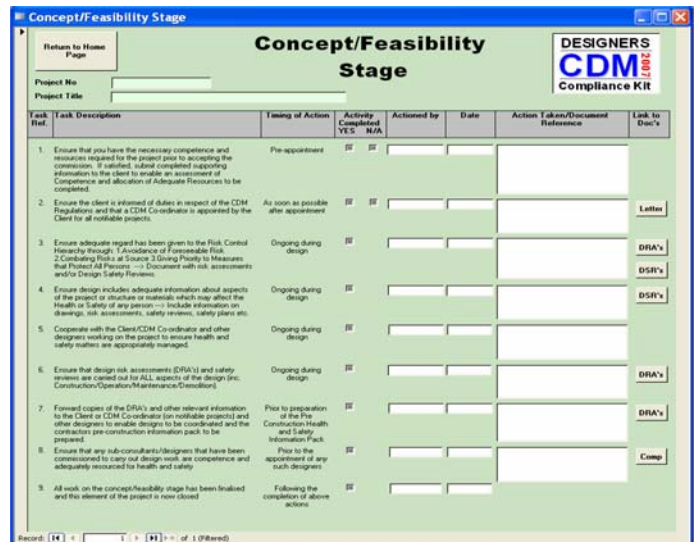 Concept/Feasibility Stage
Return to Home
Page
Concept/Feasibility
Stage
DESIGNERS
CDM 2007
Compliance Kit
Project No
Project Title
Task Ref. Task Description Timing of Action Activity Completed YES N/A Actioned by Date Action Taken/Document Reference Link to Doc's
1. Ensure that you have the necessary competence and
resources required for the project prior to accepting the
commission. If satisfied, submit completed supporting
information to the client to enable an assessment of
Competence and allocation of Adequate Resources to be
completed.
Pre-appointment
2. Ensure the client is informed of duties in respect of the CDM
Regulations and that a CDM Co-ordinator is appointed by the
Client for all notifiable projects.
As soon as possible
after appointment
Letter
3. Ensure adequate regard has been given to the Risk Control
Hierarchy through: 1.Avoidance of Foreseeable Risk
2.Combating Risks at Source 3.Giving Priority to Measures
that Protect All Persons --> Document with risk assessments
and/or Design Safety Reviews.
Ongoing during
design
DRA's
DSR's
4. Ensure design includes adequate information about aspects
of the project or structure or materials which may affect the
Health or Safety of any person --> Include information on
drawings, risk assessments, safety reviews, safety plans etc.
Ongoing during
design
DSR's
5. Cooperate with the Client/CDM Co-ordinator and other
designers working on the project to ensure health and
safety matters are appropriately managed.
Ongoing during
design
6. Ensure that design risk assessments (DRA's) and safety
reviews are carried out for ALL aspects of the design (inc.
Construction/Operation/Maintenance/Demolition).
Ongoing during
design
DRA's
7. Forward copies of the DRA's and other relevant information
to the Client or CDM Co-ordinator (on notifiable projects) and
other designers to enable designs to be coordinated and the
contractors pre-construction information pack to be
prepared.
Prior to preparation
of the Pre
Construction Health
and Safety
Information Pack
DRA's
8. Ensure that any sub-consultants/designers that have been
commissioned to carry out design work are competence and
adequately resourced for health and safety
Prior to the
appointment of any
such designers
Comp
9. All work on the concept/feasibility stage has been finalised
and this element of the project is now closed
Following the
completion of above
actions
Record: 1 of 1 (Filtered)